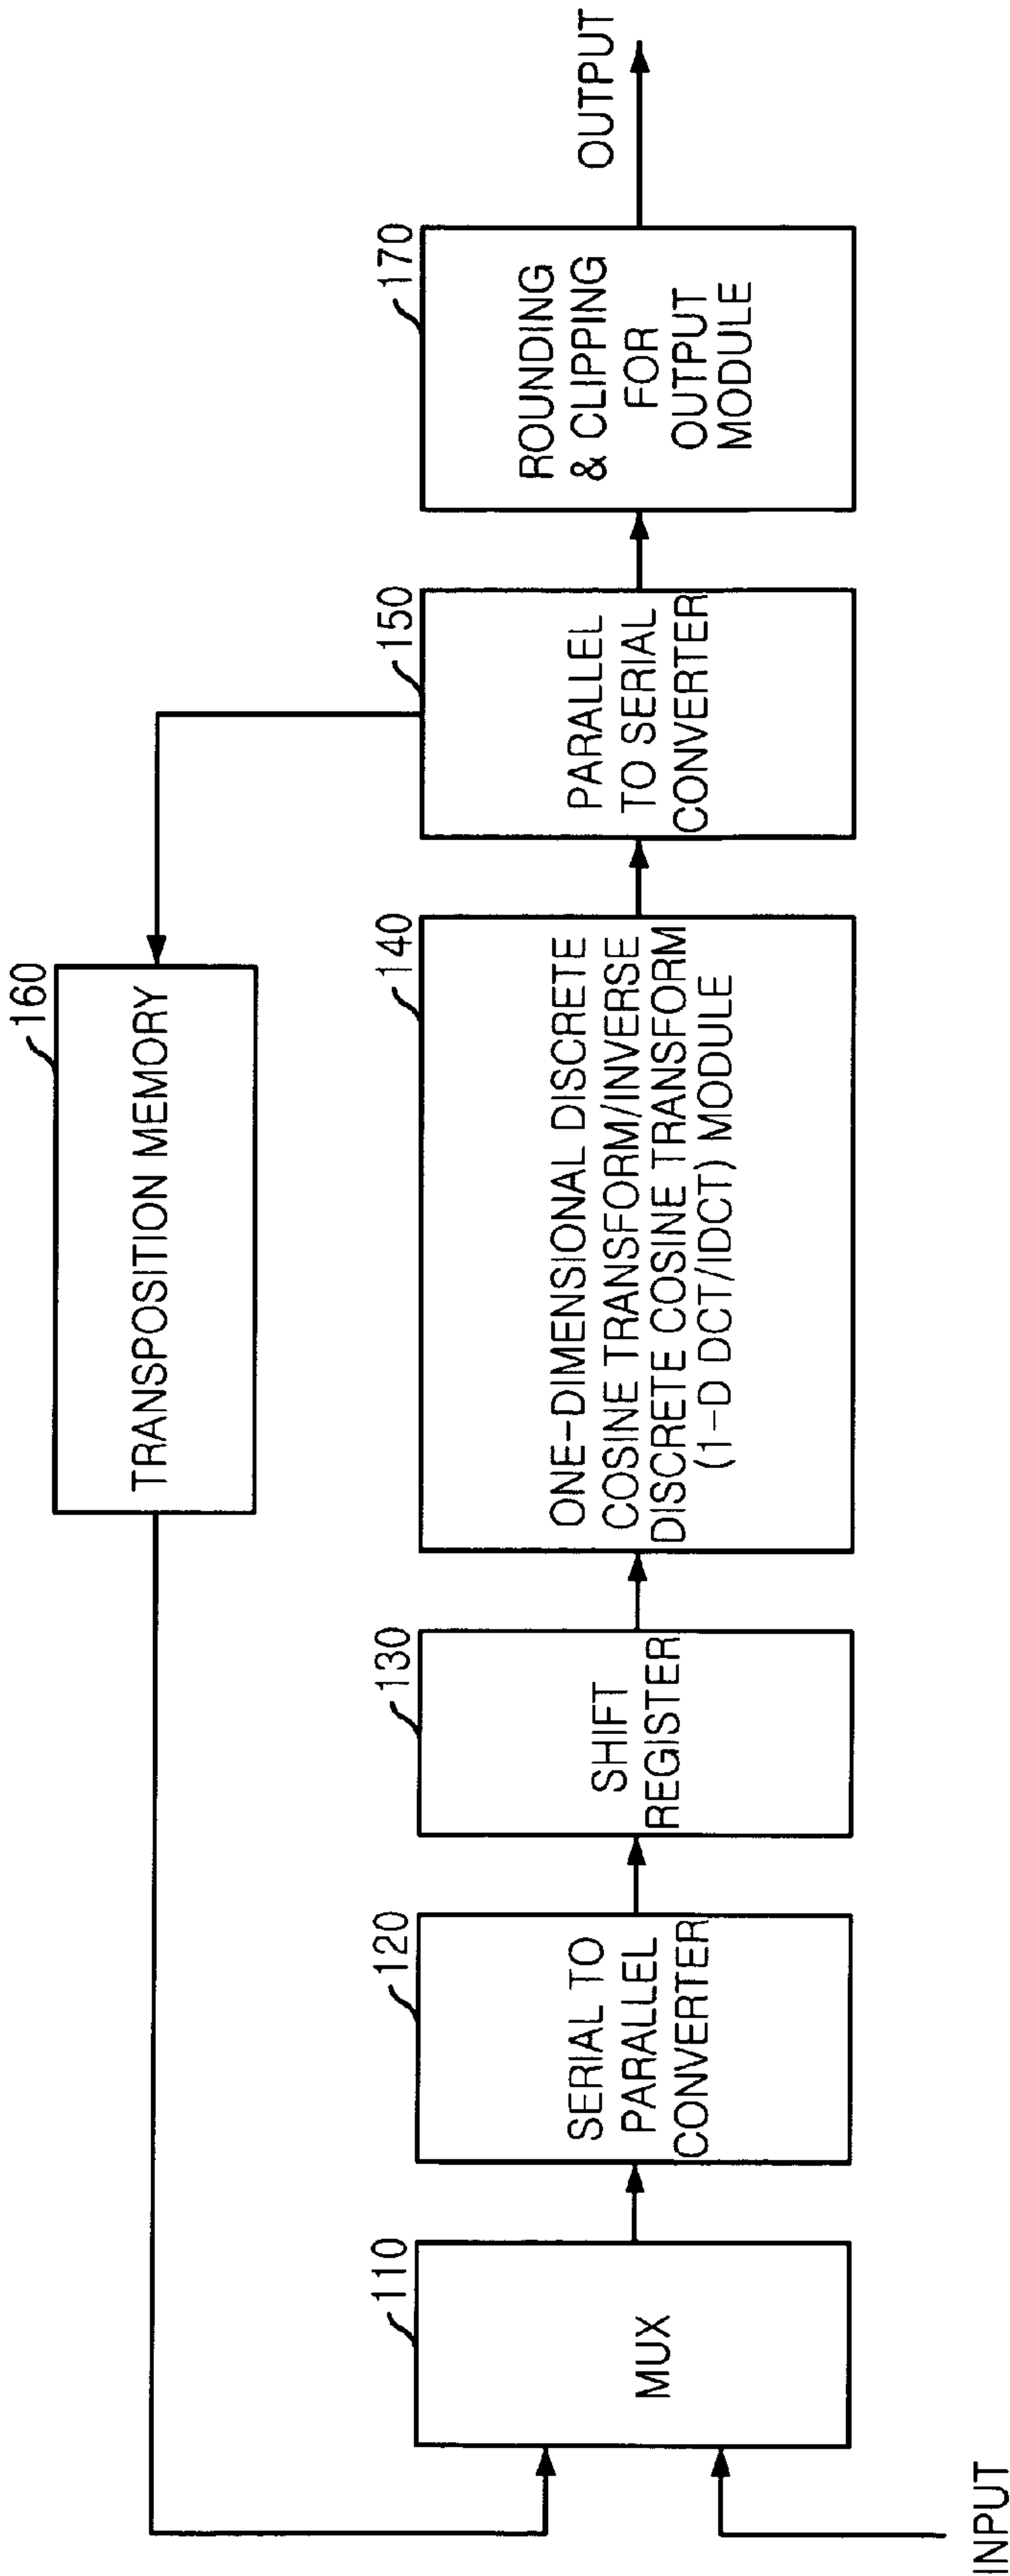 160
TRANSPOSITION MEMORY
110
MUX
120
SERIAL TO
PARALLEL
CONVERTER
130
SHIFT
REGISTER
140
ONE-DIMENSIONAL DISCRETE
COSINE TRANSFORM/INVERSE
DISCRETE COSINE TRANSFORM
(1-D DCT/IDCT) MODULE
150
PARALLEL
TO SERIAL
CONVERTER
170
ROUNDING
& CLIPPING
FOR
OUTPUT
MODULE
OUTPUT
INPUT